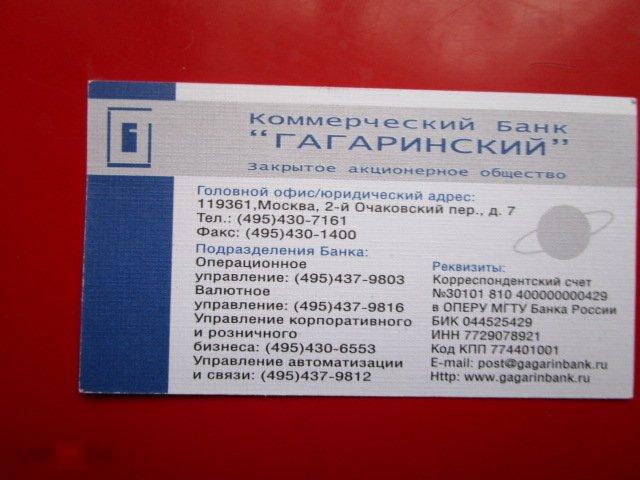 Коммерческий Банк
"ГАГАРИНСКИЙ"
Закрытое акционерное общество
Головной офис/юридический адрес:
119361,Москва, 2-й Очаковский пер., д. 7
Тел.: (495)430-7161
Факс: (495)430-1400
Подразделения Банка:
Операционное
управление: (495)437-9803
Валютное
управление: (495)437-9816
Управление корпоративного
и розничного
бизнеса: (495)430-6553
Управление автоматизации
и связи: (495)437-9812
Реквизиты:
Корреспондентский счет
№30101 810 400000000429
в ОПЕРУ МГТУ Банка России
БИК 044525429
ИНН 7729078921
Код КПП 774401001
E-mail: post@gagarinbank.ru
Http: www.gagarinbank.ru